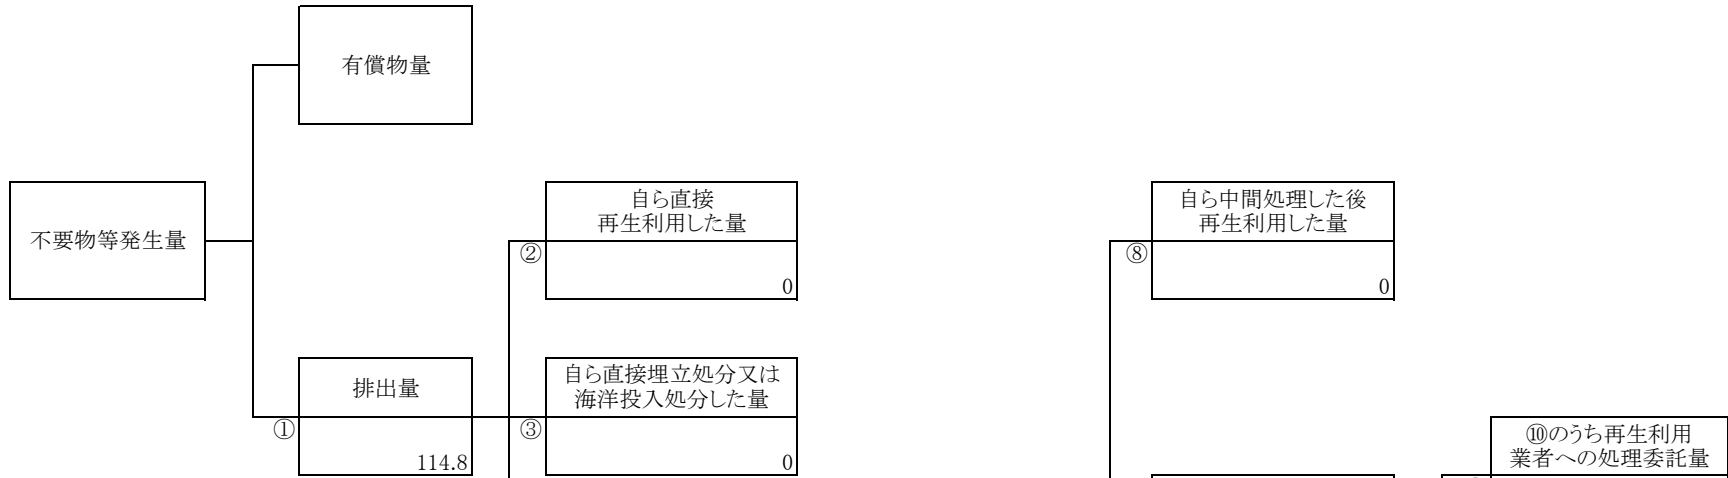 有償物量
不要物等発生量
自ら直接
再生利用した量
②
0
自ら中間処理した後
再生利用した量
⑧
0
排出量
①
114.8
自ら直接埋立処分又は
海洋投入処分した量
③
0
⑩のうち再生利用
業者への処理委託量